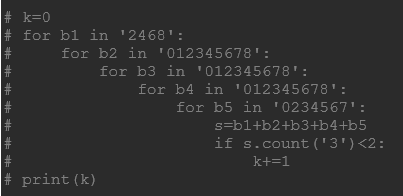 # k=0
# for b1 in '2468':
#     for b2 in '012345678':
#         for b3 in '012345678':
#             for b4 in '012345678':
#                 for b5 in '0234567':
#                     s=b1+b2+b3+b4+b5
#                     if s.count('3')<2:
#                         k+=1
# print(k)